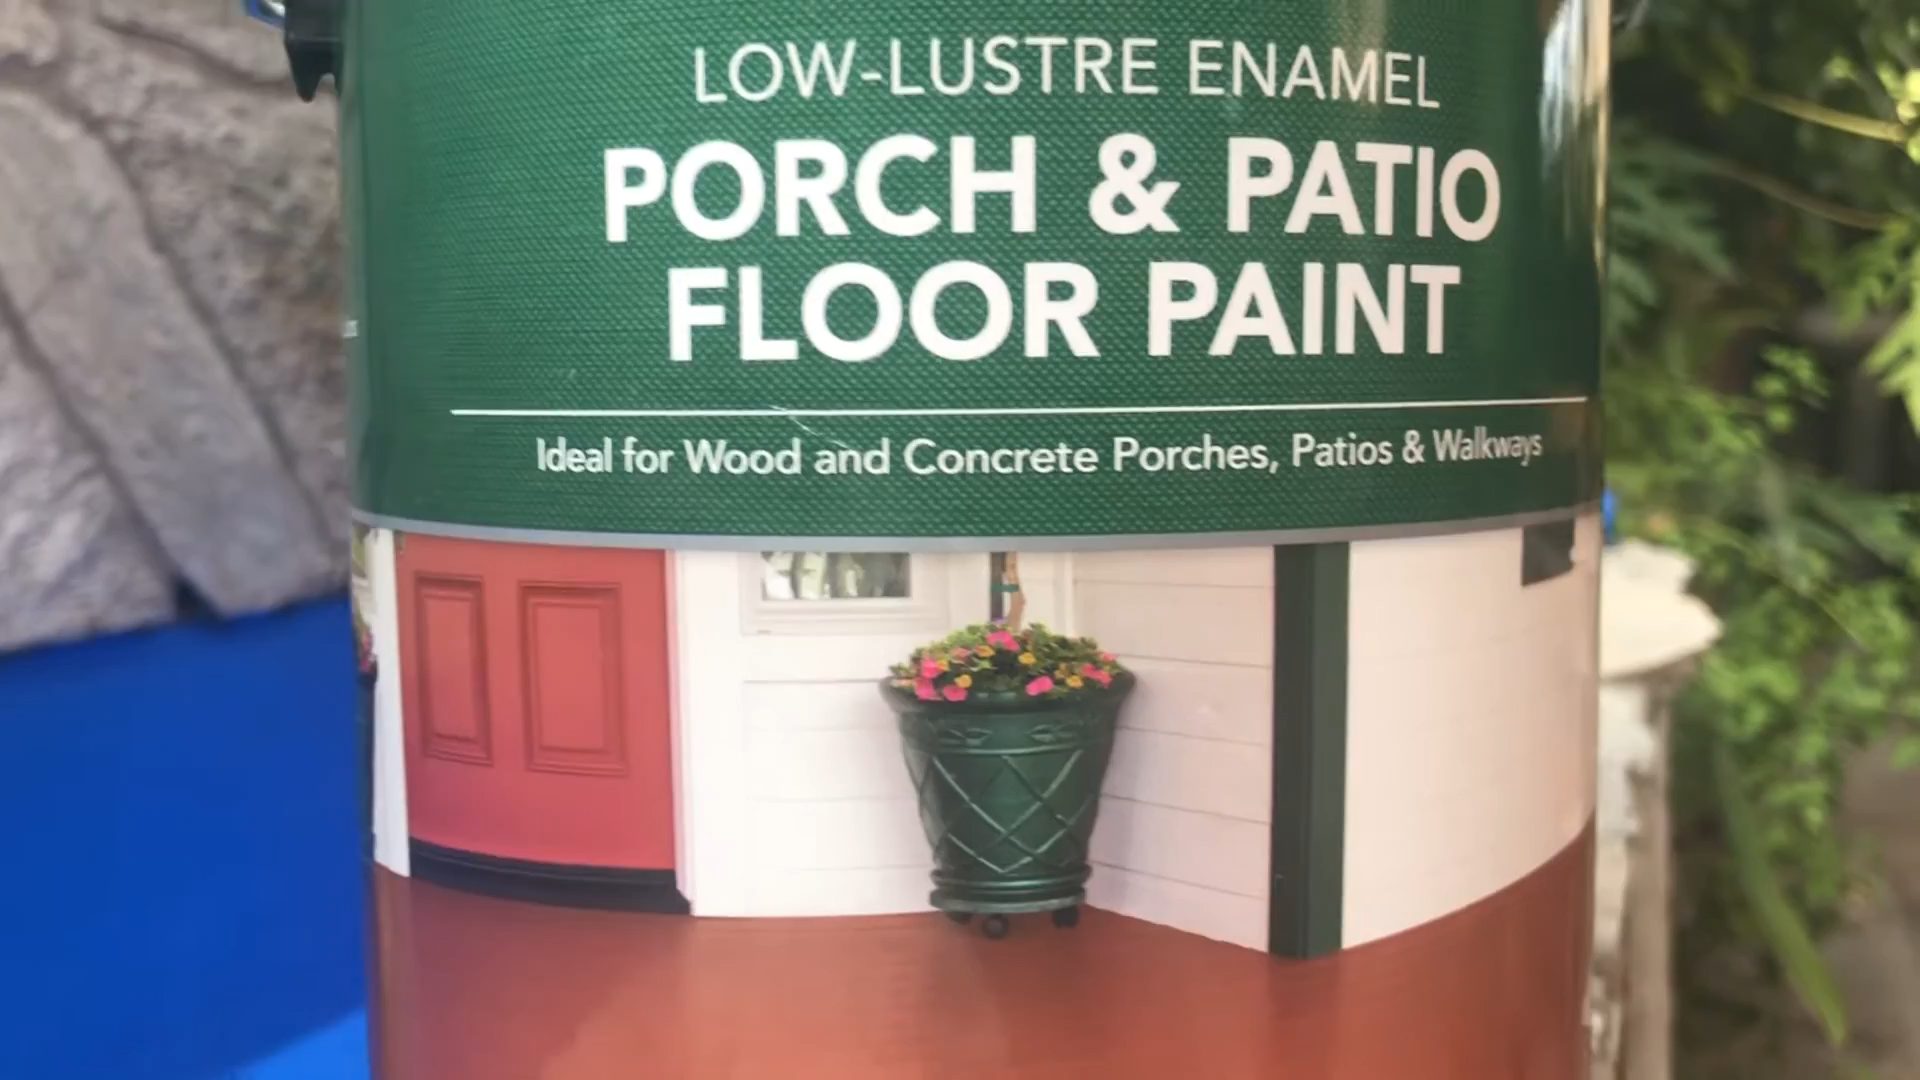 LOW-LUSTRE ENAMEL
PORCH & PATIO
FLOOR PAINT
Ideal for Wood and Concrete Porches, Patios & Walkways